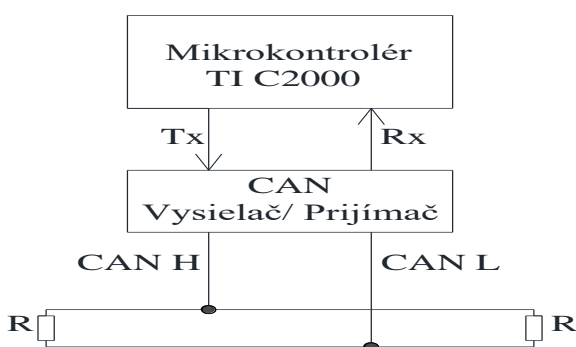 Mikrokontrolér
TI C2000
Tx
Rx
CAN
Vysielač/ Prijímač
CAN H
CAN L
R
R